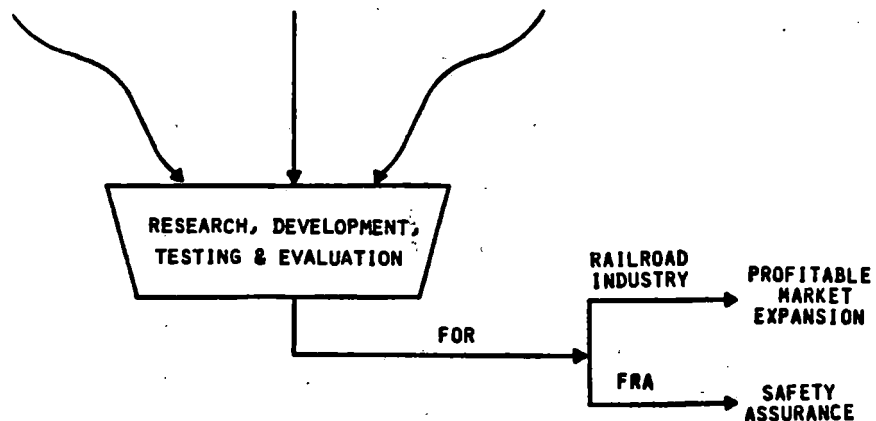 RESEARCH, DEVELOPMENT,
TESTING & EVALUATION
FOR
RAILROAD
INDUSTRY
PROFITABLE
MARKET
EXPANSION
FRA
SAFETY
ASSURANCE